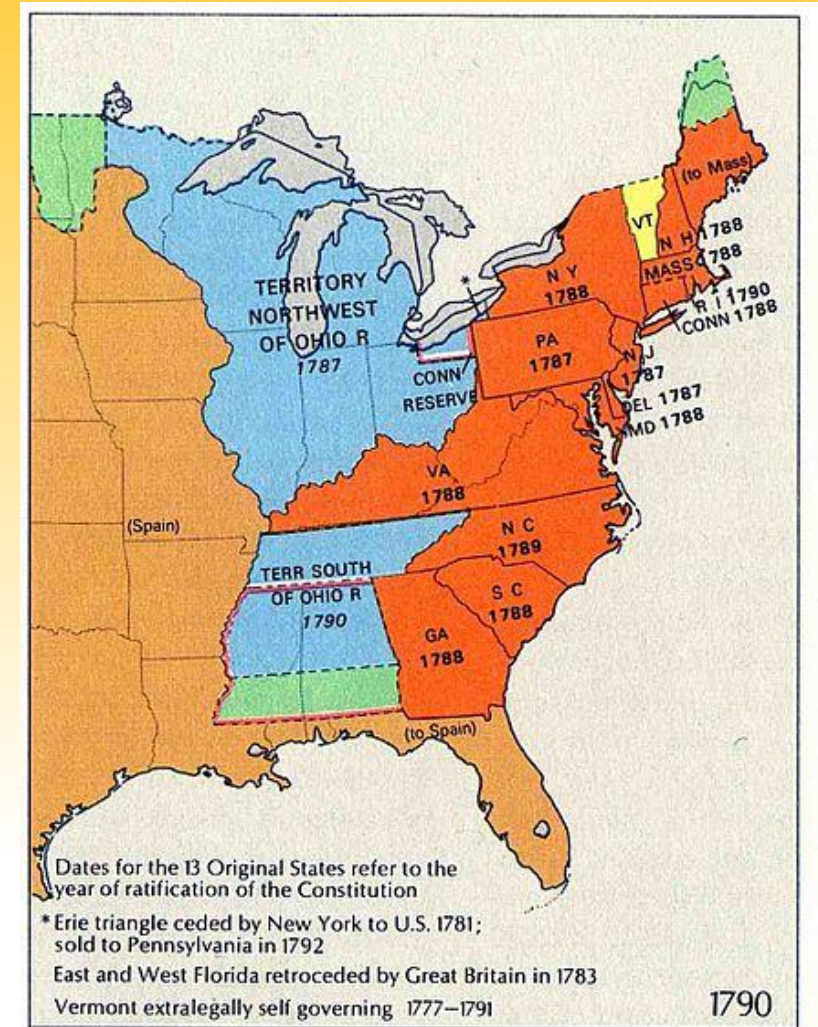 (to Mass)
VT
N H 1788
MASS 1788
R I 1790
CONN 1788
N Y
1788
*
TERRITORY
NORTHWEST
OF OHIO R
1787
PA
1787
N J
1787
CONN
RESERVE
DEL 1787
MD 1788
VA
1788
(Spain)
N C
1789
TERR SOUTH
OF OHIO R
1790
S C
1788
GA
1788
(to Spain)
Dates for the 13 Original States refer to the
year of ratification of the Constitution
*Erie triangle ceded by New York to U.S. 1781;
sold to Pennsylvania in 1792
East and West Florida retroceded by Great Britain in 1783
Vermont extralegally self governing 1777–1791
1790